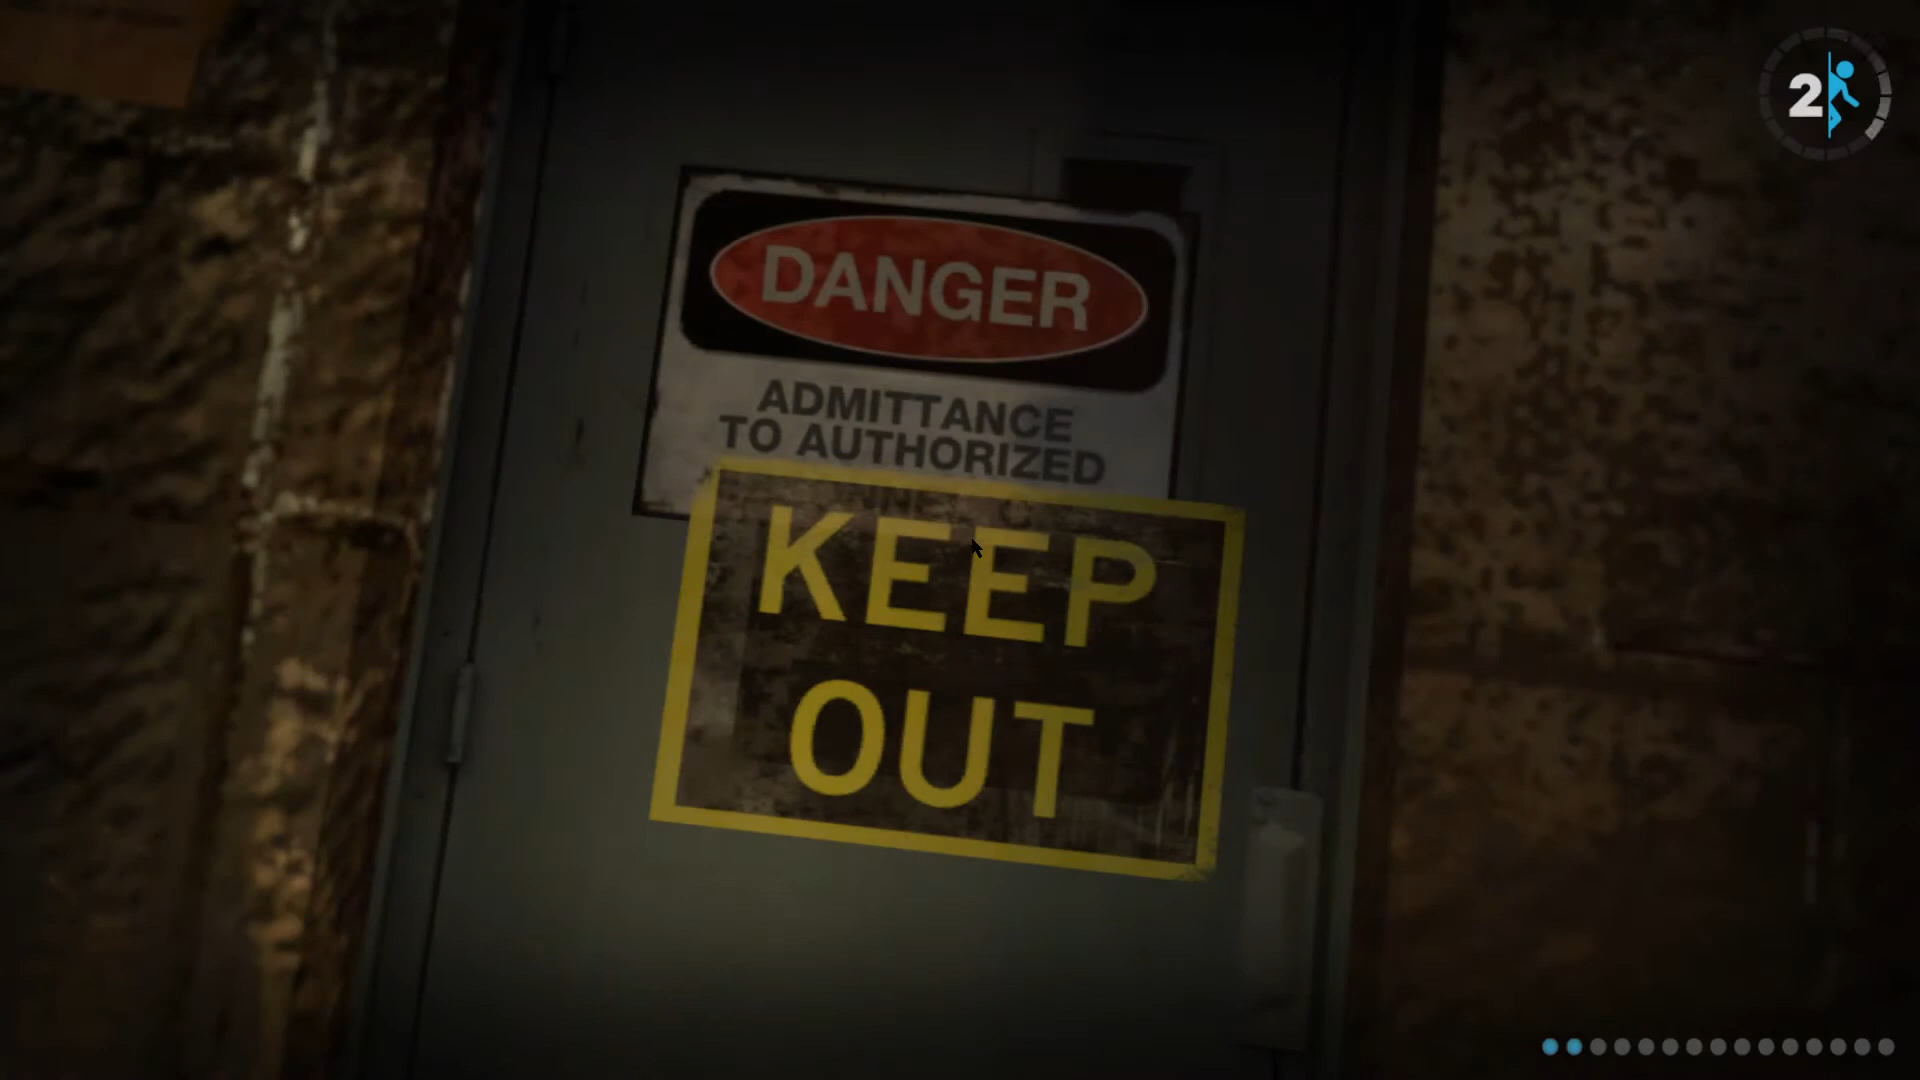 2
DANGER
ADMITTANCE
TO AUTHORIZED
KEEP
OUT